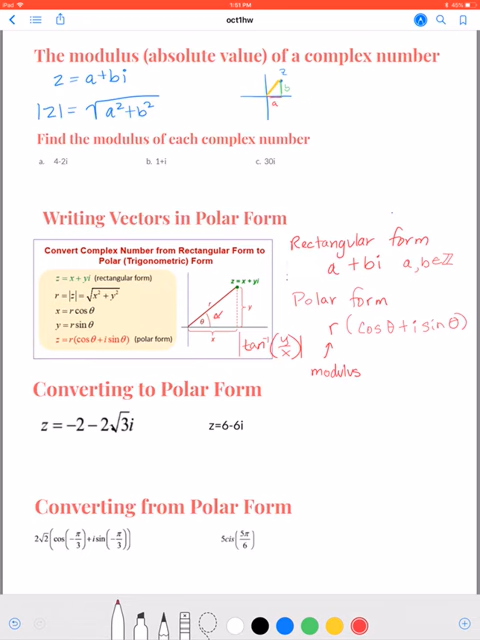 iPad
1:51 PM
45%
oct1hw
The modulus (absolute value) of a complex number
z = a+bi
|z| = √a²+b²
z
b
a
Find the modulus of each complex number
a. 4-2i b. 1+i c. 30i
Writing Vectors in Polar Form
Convert Complex Number from Rectangular Form to
Polar (Trigonometric) Form
z = x + yi (rectangular form)
r = |z| = √x² + y²
x = r cos θ
y = r sin θ
z = r(cos θ + i sin θ) (polar form)
z = x + yi
r
y
θ
α
x
|tan⁻¹(y/x)|
Rectangular form
a + bi a,b∈ℤ
Polar form
r (cos θ + i sin θ)
modulus
Converting to Polar Form
z = −2 − 2√3i z=6-6i
Converting from Polar Form
2√2(cos(−π/3)+i sin(−π/3)) 5cis(5π/6)